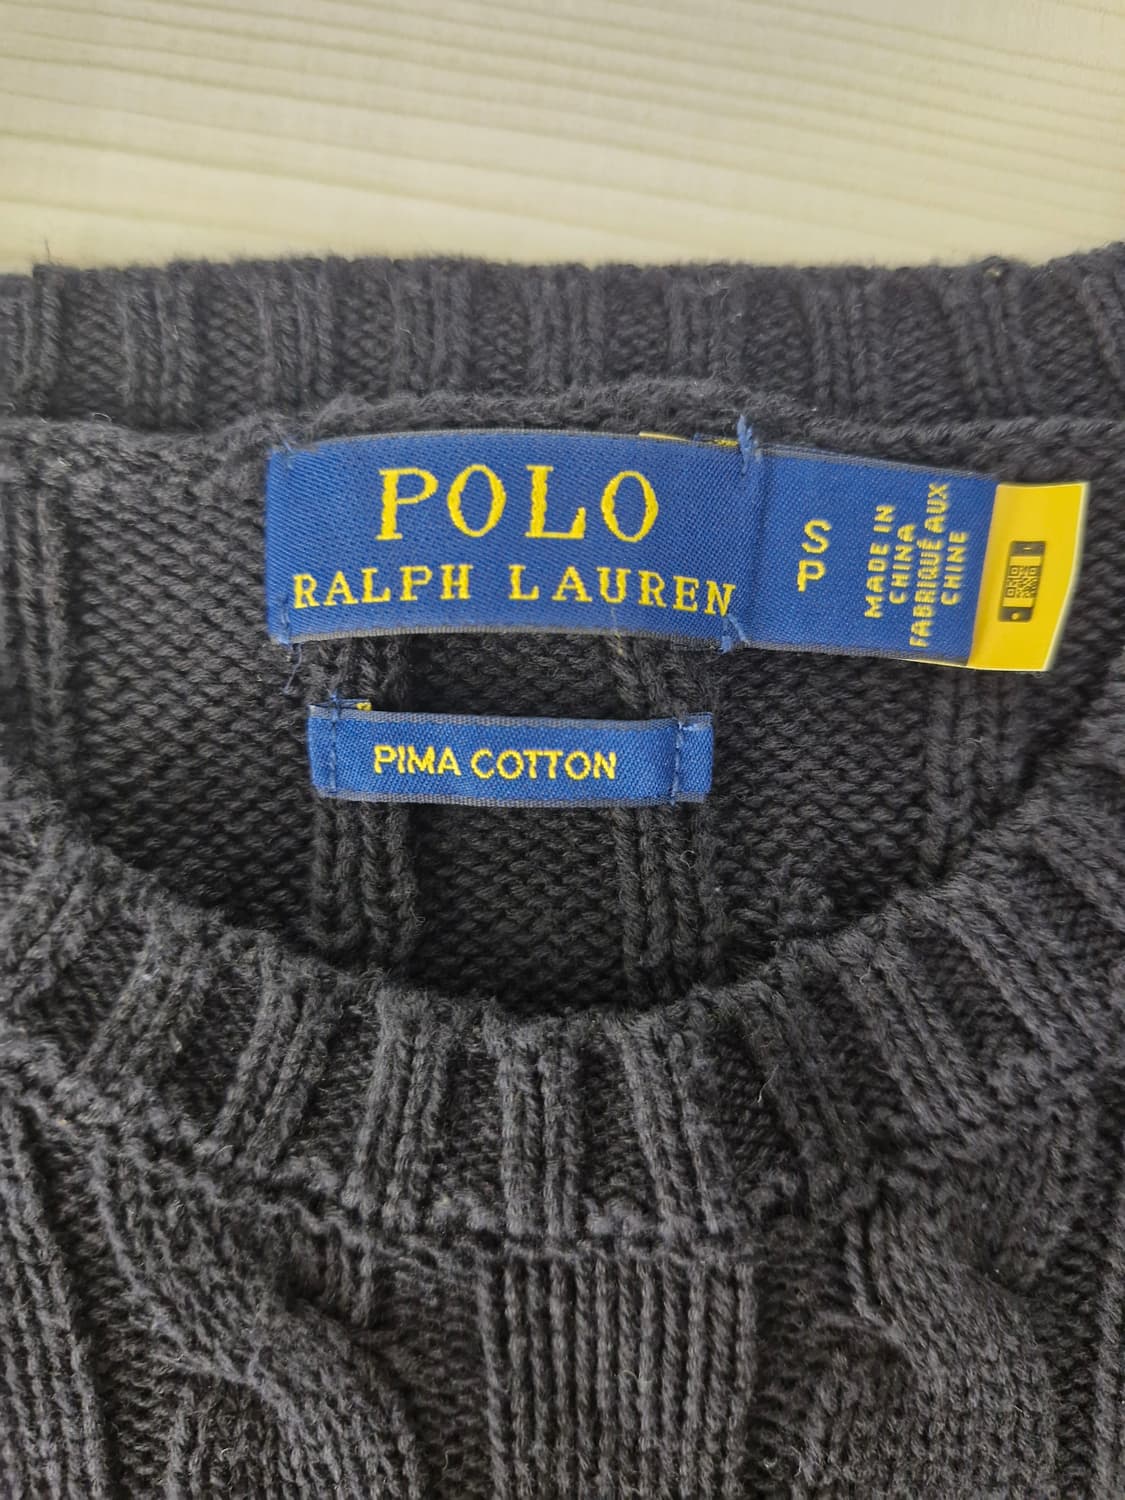 POLO
RALPH LAUREN
S
P
MADE IN
CHINA
FABRIQUÉ AUX
CHINE
PIMA COTTON